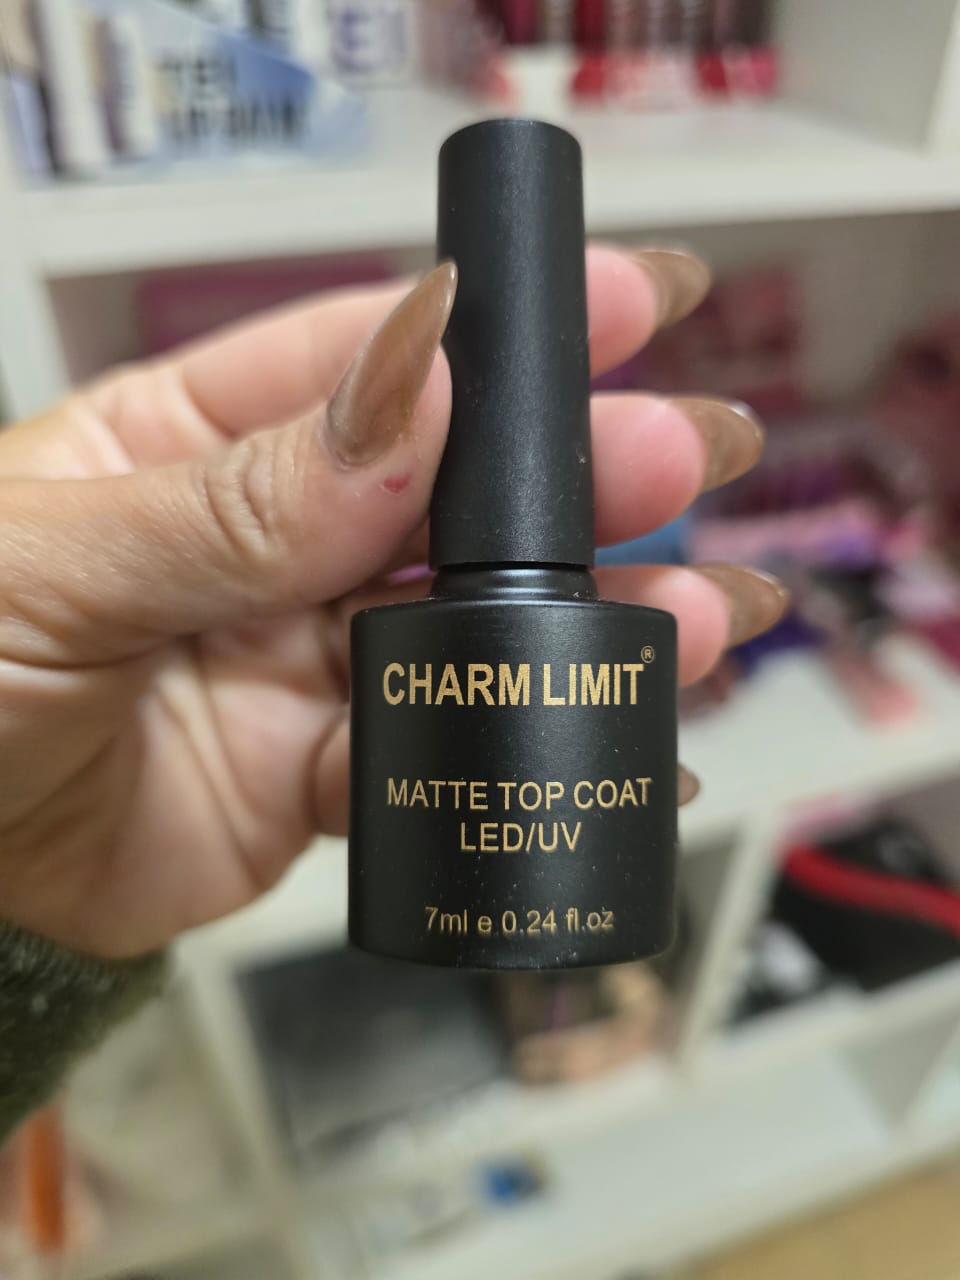 CHARM LIMIT®
MATTE TOP COAT
LED/UV
7ml e 0.24 fl.oz